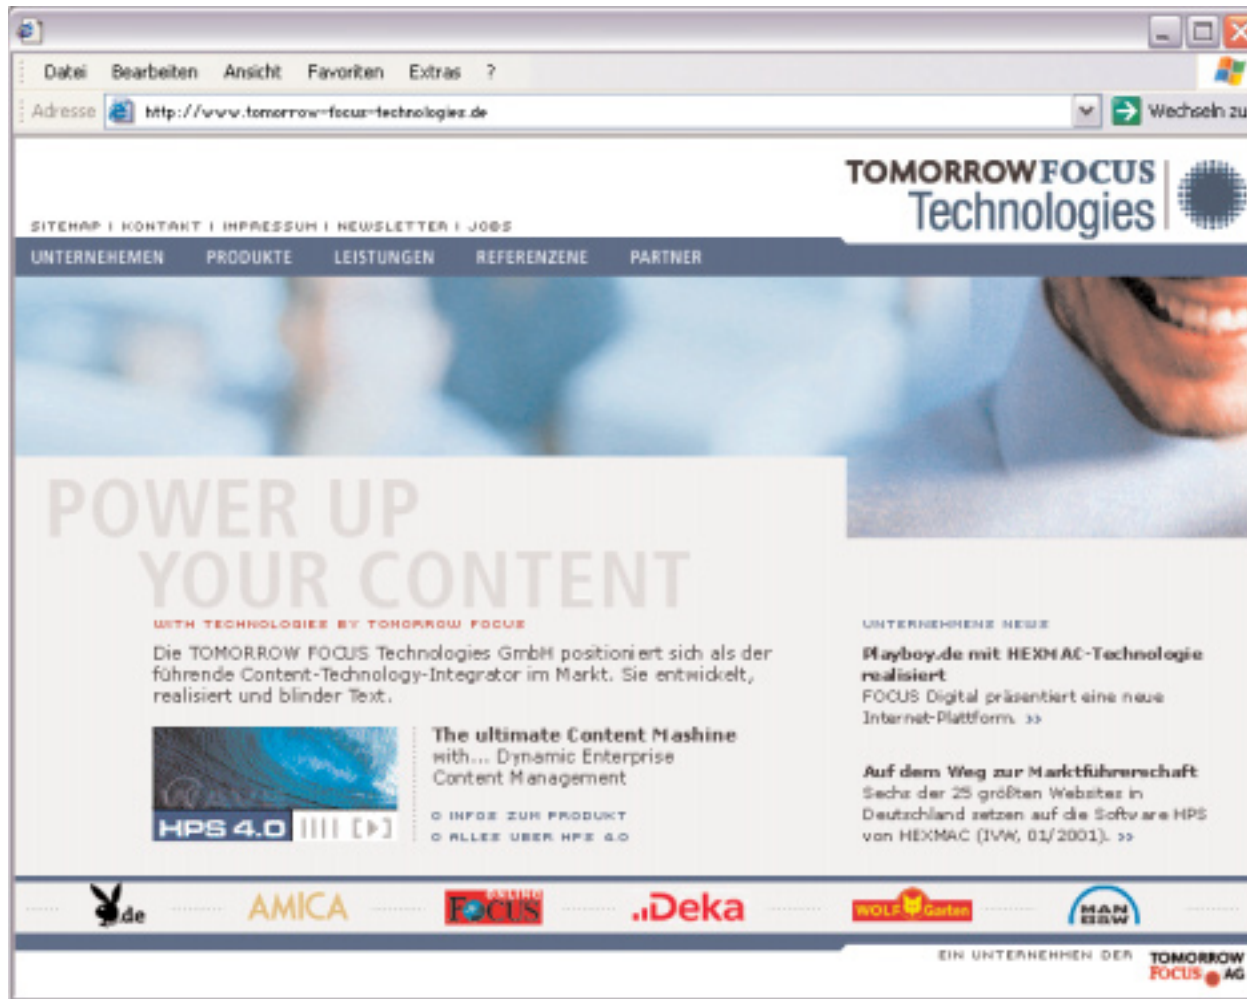 Datei Bearbeiten Ansicht Favoriten Extras ?
Adresse http://www.tomorrow-focus-technologies.de Wechseln zu
TOMORROW FOCUS
Technologies
SITEMAP | KONTAKT | IMPRESSUM | NEWSLETTER | JOBS
UNTERNEHEMEN PRODUKTE LEISTUNGEN REFERENZENE PARTNER
POWER UP
YOUR CONTENT
WITH TECHNOLOGIES BY TOMORROW FOCUS
Die TOMORROW FOCUS Technologies GmbH positioniert sich als der
führende Content-Technology-Integrator im Markt. Sie entwickelt,
realisiert und blinder Text.
HPS 4.0
The ultimate Content Mashine
with... Dynamic Enterprise
Content Management
O INFOS ZUM PRODUKT
O ALLES UBER HPS 4.0
UNTERNEHMENS NEWS
Playboy.de mit HEXMAC-Technologie
realisiert
FOCUS Digital präsentiert eine neue
Internet-Plattform. >>
Auf dem Weg zur Marktführerschaft
Sechs der 25 größten Websites in
Deutschland setzen auf die Software HPS
von HEXMAC (IVW, 01/2001). >>
.de AMICA ONLINE FOCUS Deka WOLF Garten MAN B&W
EIN UNTERNEHMEN DER TOMORROW
FOCUS AG